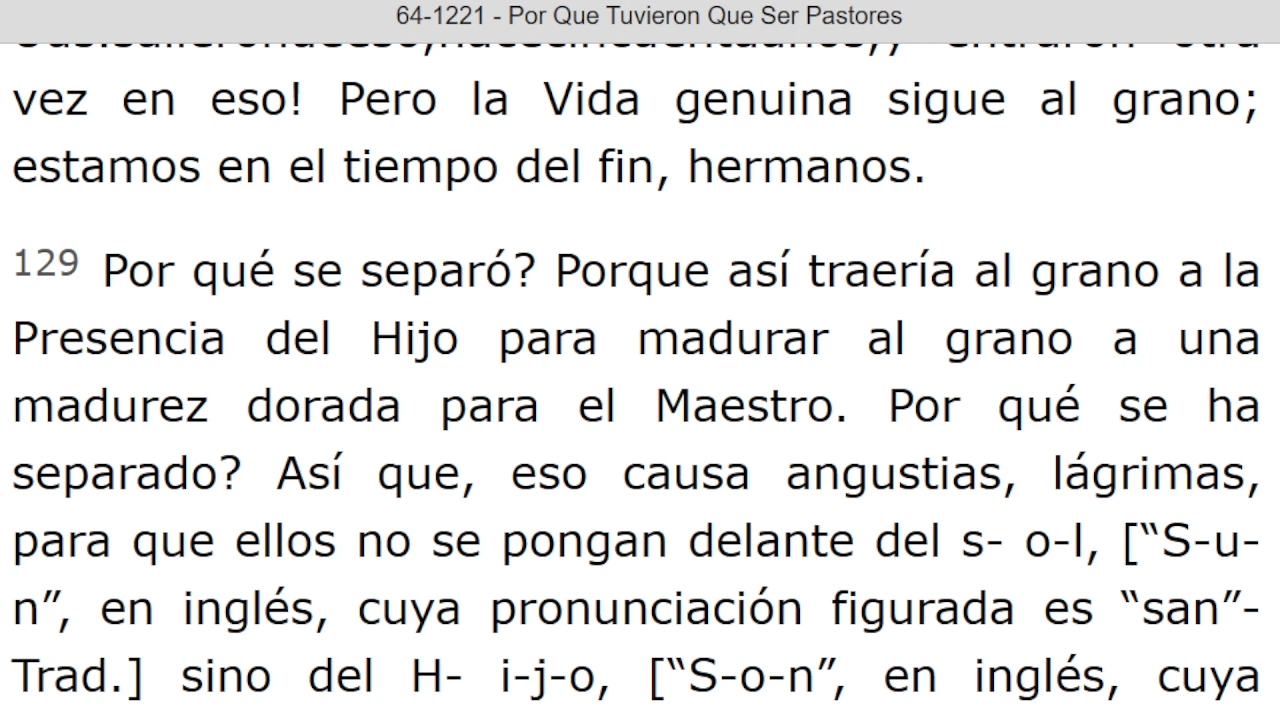 64-1221 - Por Que Tuvieron Que Ser Pastores
vez en eso! Pero la Vida genuina sigue al grano;
estamos en el tiempo del fin, hermanos.
129 Por qué se separó? Porque así traería al grano a la
Presencia del Hijo para madurar al grano a una
madurez dorada para el Maestro. Por qué se ha
separado? Así que, eso causa angustias, lágrimas,
para que ellos no se pongan delante del s- o-l, [“S-u-
n”, en inglés, cuya pronunciación figurada es “san”-
Trad.] sino del H- i-j-o, [“S-o-n”, en inglés, cuya